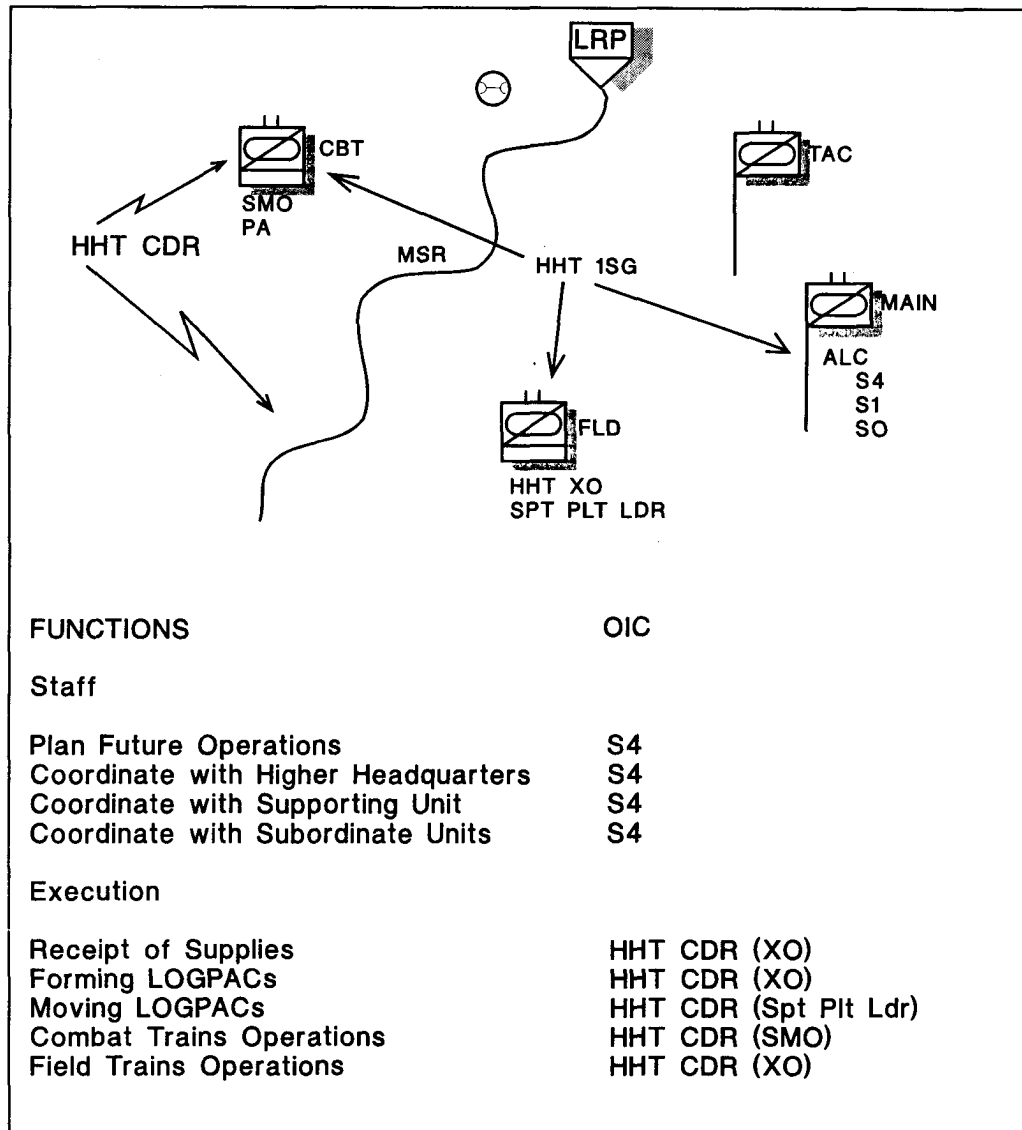 LRP
CBT
TAC
SMO
PA
HHT CDR
MSR
HHT 1SG
MAIN
ALC
S4
S1
SO
FLD
HHT XO
SPT PLT LDR
FUNCTIONS OIC
Staff
Plan Future Operations S4
Coordinate with Higher Headquarters S4
Coordinate with Supporting Unit S4
Coordinate with Subordinate Units S4
Execution
Receipt of Supplies HHT CDR (XO)
Forming LOGPACs HHT CDR (XO)
Moving LOGPACs HHT CDR (Spt Plt Ldr)
Combat Trains Operations HHT CDR (SMO)
Field Trains Operations HHT CDR (XO)